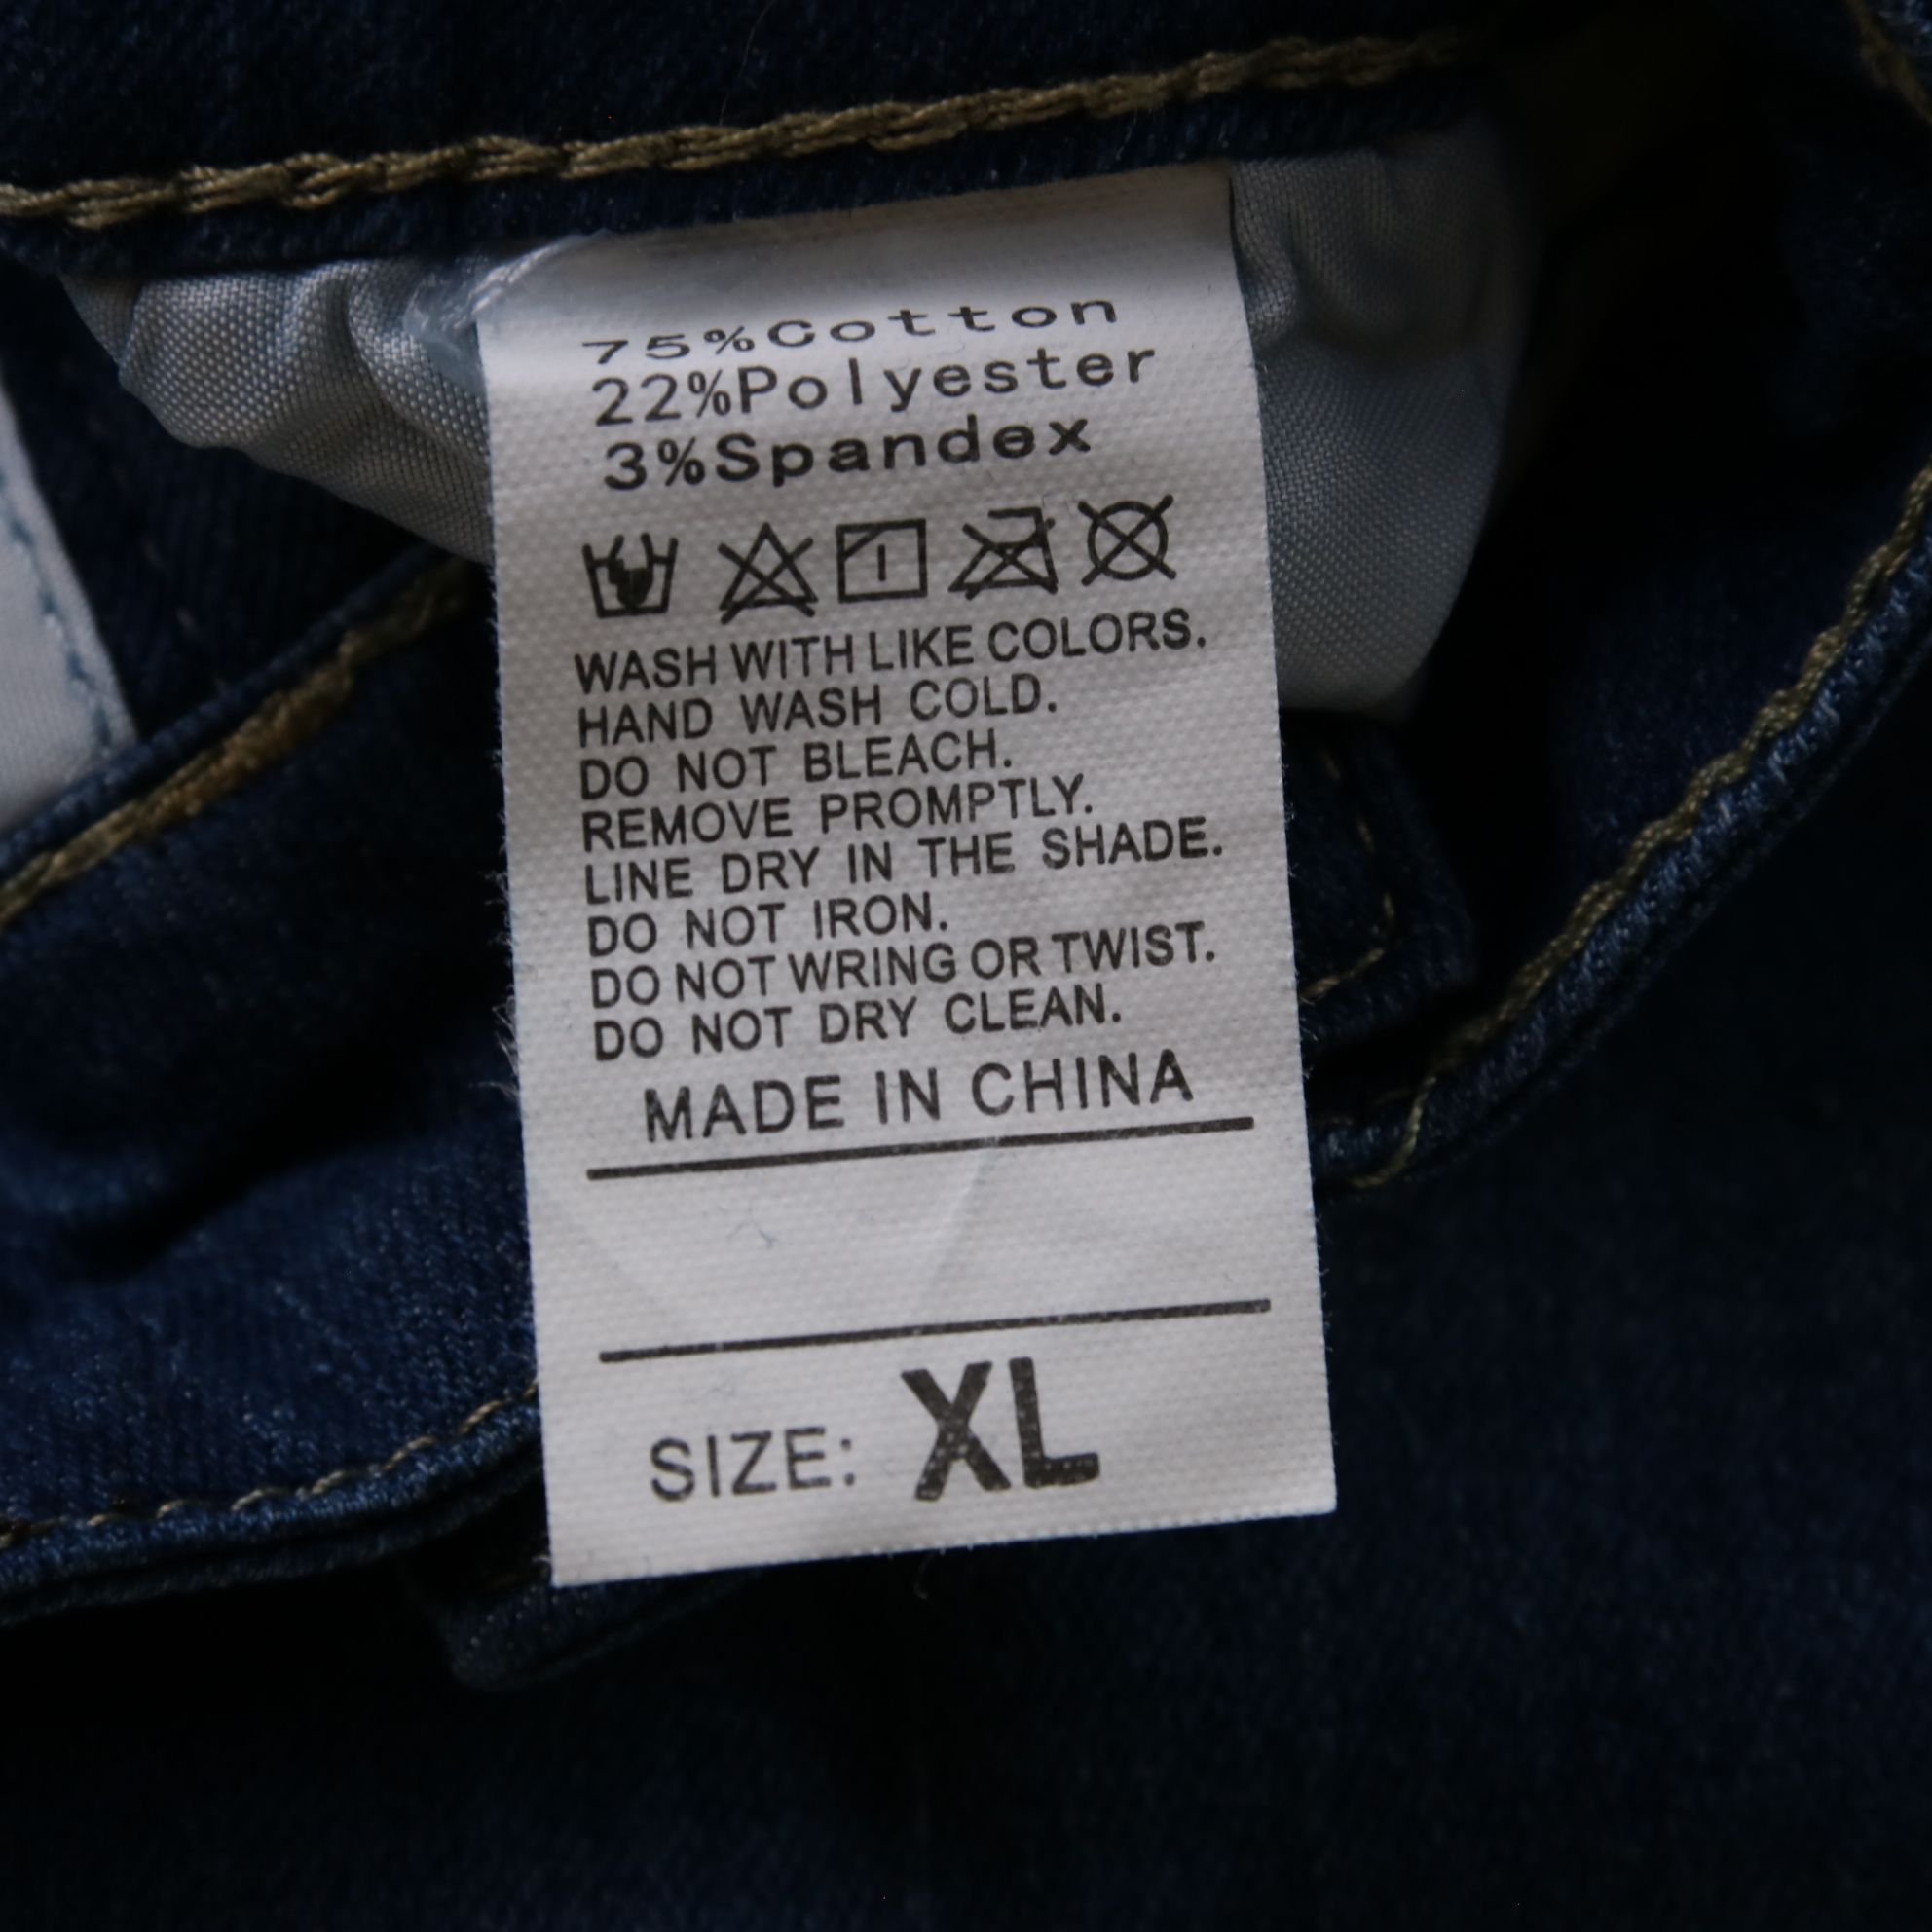 75%Cotton
22%Polyester
3%Spandex
WASH WITH LIKE COLORS.
HAND WASH COLD.
DO NOT BLEACH.
REMOVE PROMPTLY.
LINE DRY IN THE SHADE.
DO NOT IRON.
DO NOT WRING OR TWIST.
DO NOT DRY CLEAN.
MADE IN CHINA
SIZE: XL